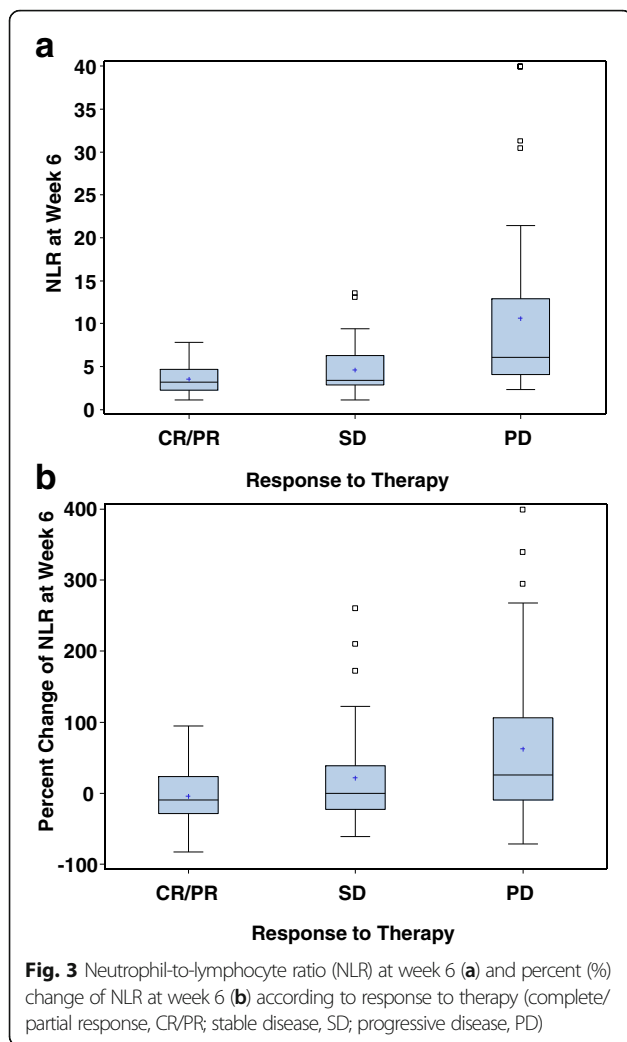 a
40
35
30
25
20
15
10
5
0
NLR at Week 6
CR/PR SD PD
Response to Therapy
b
400
300
200
100
0
-100
Percent Change of NLR at Week 6
CR/PR SD PD
Response to Therapy
Fig. 3 Neutrophil-to-lymphocyte ratio (NLR) at week 6 (a) and percent (%)
change of NLR at week 6 (b) according to response to therapy (complete/
partial response, CR/PR; stable disease, SD; progressive disease, PD)